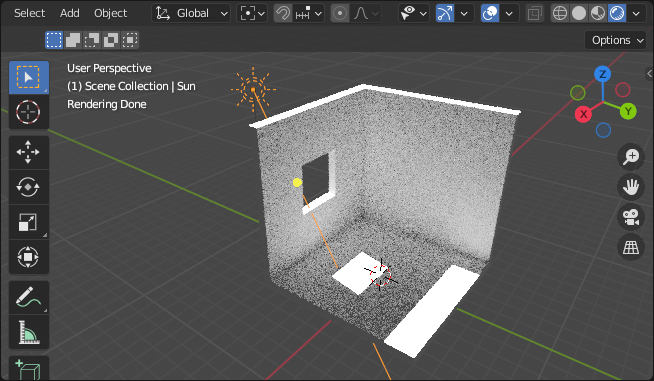 Select Add Object Global
Options
User Perspective
(1) Scene Collection | Sun
Rendering Done
Z
Y
X